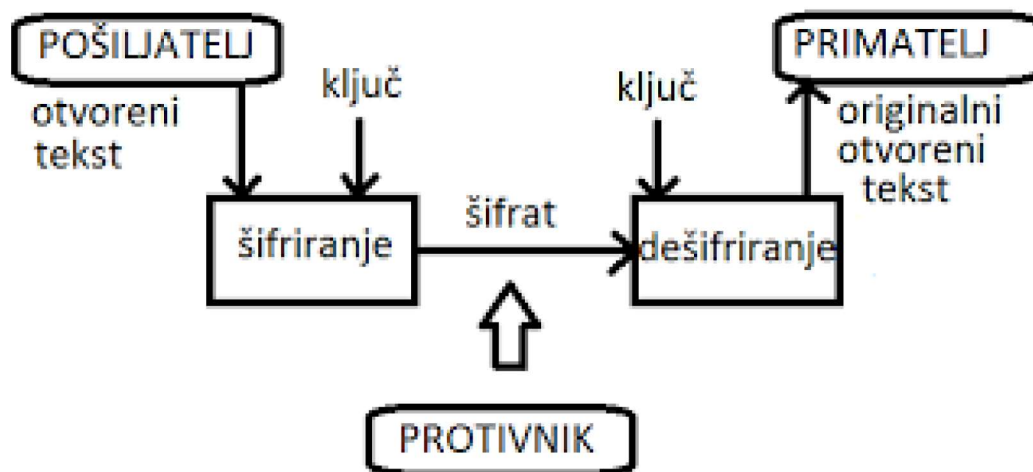 POŠILJATELJ
PRIMATELJ
otvoreni
tekst
ključ
ključ
originalni
otvoreni
tekst
šifriranje
šifrat
dešifriranje
PROTIVNIK